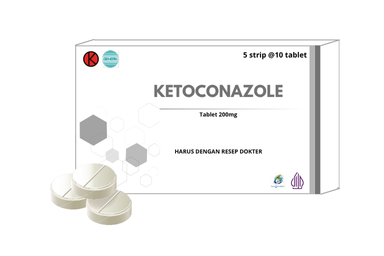 K
5 strip @10 tablet
KETOCONAZOLE
Tablet 200mg
HARUS DENGAN RESEP DOKTER